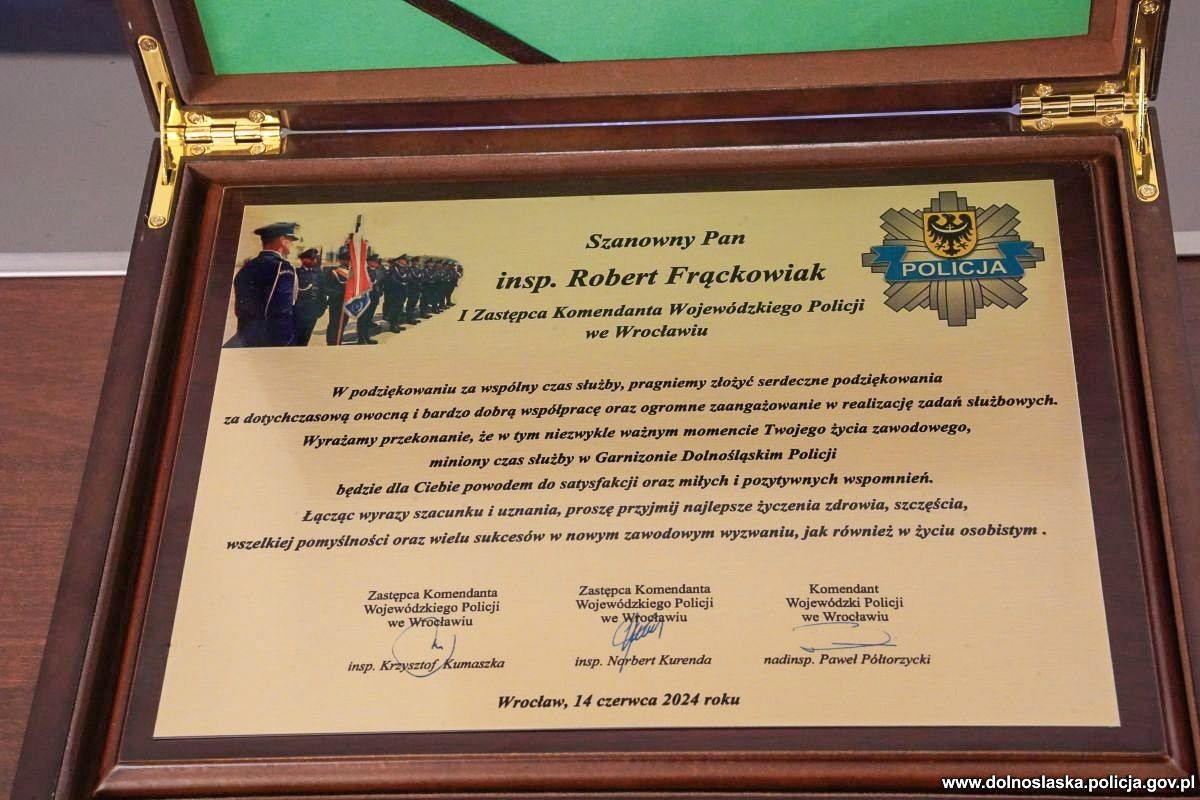 Szanowny Pan
insp. Robert Frąckowiak
I Zastępca Komendanta Wojewódzkiego Policji
we Wrocławiu
POLICJA
W podziękowaniu za wspólny czas służby, pragniemy złożyć serdeczne podziękowania
za dotychczasową owocną i bardzo dobrą współpracę oraz ogromne zaangażowanie w realizację zadań służbowych.
Wyrażamy przekonanie, że w tym niezwykle ważnym momencie Twojego życia zawodowego,
miniony czas służby w Garnizonie Dolnośląskim Policji
będzie dla Ciebie powodem do satysfakcji oraz miłych i pozytywnych wspomnień.
Łącząc wyrazy szacunku i uznania, proszę przyjmij najlepsze życzenia zdrowia, szczęścia,
wszelkiej pomyślności oraz wielu sukcesów w nowym zawodowym wyzwaniu, jak również w życiu osobistym .
Zastępca Komendanta
Wojewódzkiego Policji
we Wrocławiu
insp. Krzysztof Kumaszka
Zastępca Komendanta
Wojewódzkiego Policji
we Wrocławiu
insp. Norbert Kurenda
Komendant
Wojewódzki Policji
we Wrocławiu
nadinsp. Paweł Półtorzycki
Wrocław, 14 czerwca 2024 roku
www.dolnoslaska.policja.gov.pl